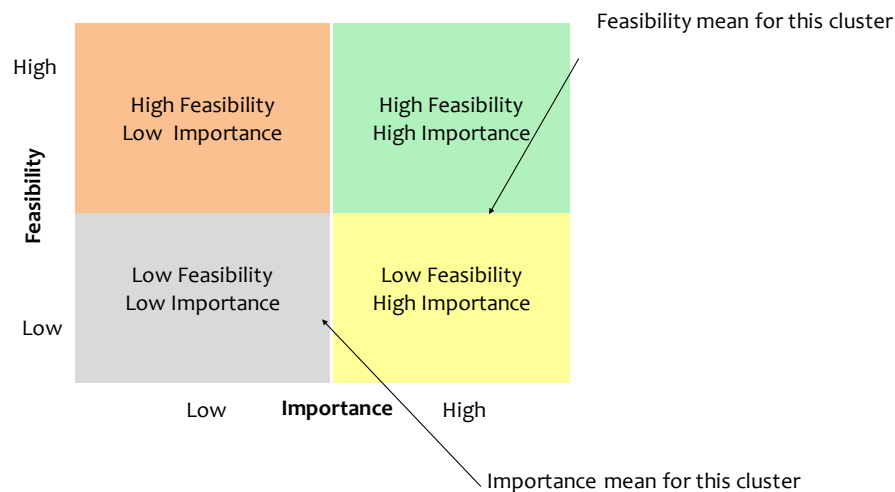 Feasibility mean for this cluster
High
High Feasibility
Low  Importance
High Feasibility
High Importance
Feasibility
Low Feasibility
Low Importance
Low Feasibility
High Importance
Low
Low
Importance
High
Importance mean for this cluster